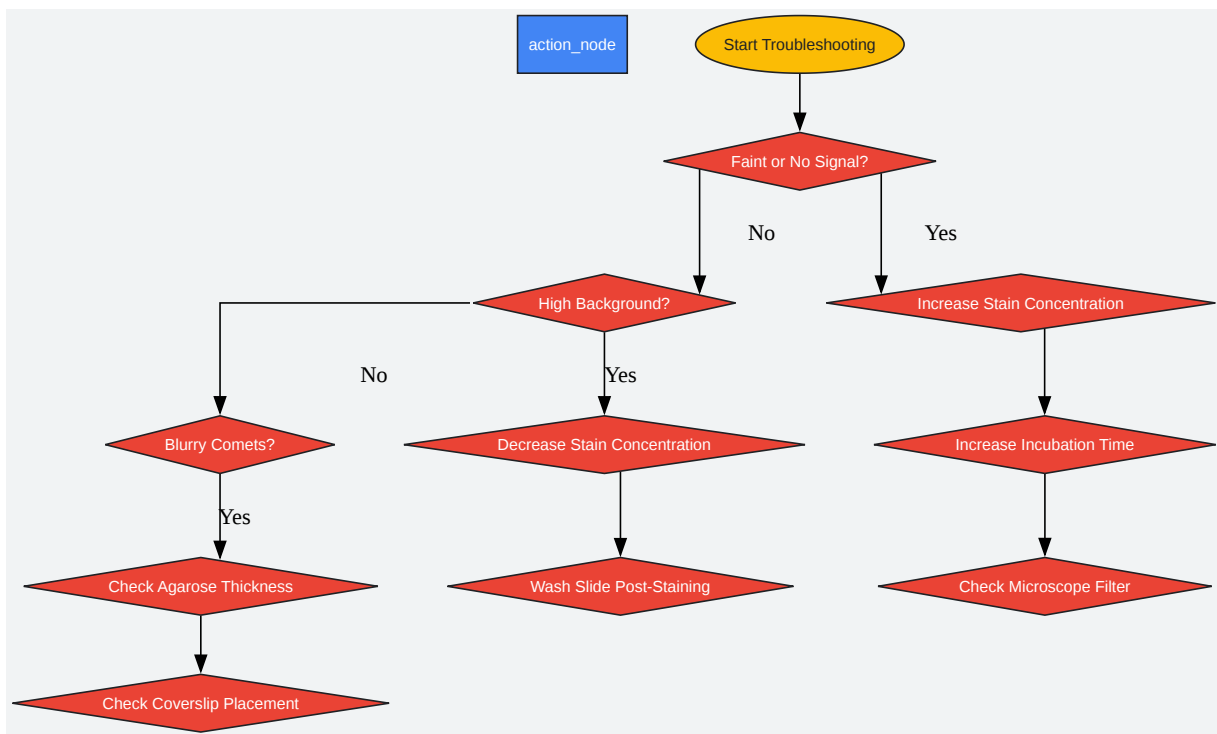 action_node
Start Troubleshooting
Faint or No Signal?
No
Yes
High Background?
Increase Stain Concentration
No
Yes
Blurry Comets?
Decrease Stain Concentration
Increase Incubation Time
Yes
Check Agarose Thickness
Wash Slide Post-Staining
Check Microscope Filter
Check Coverslip Placement